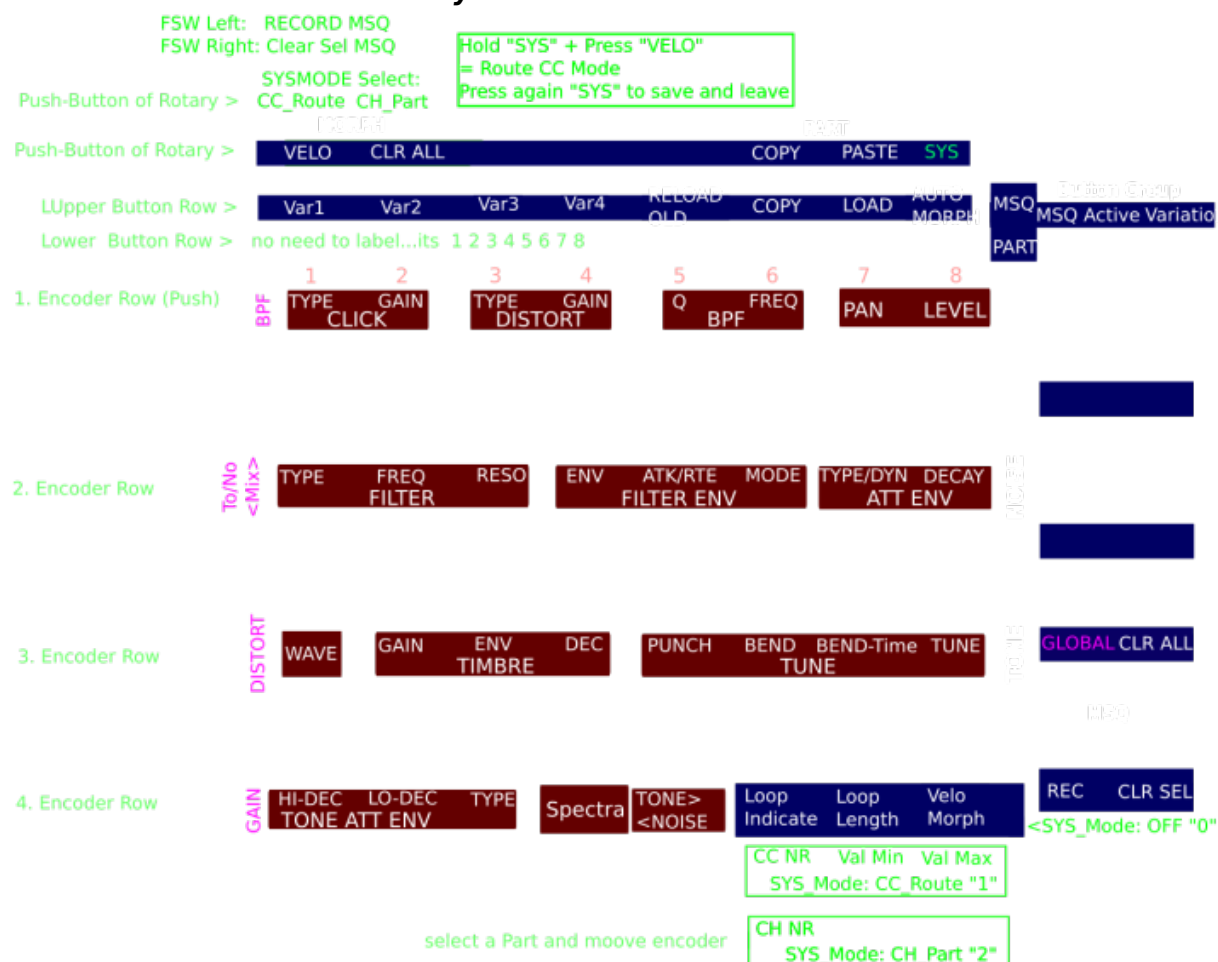 FSW Left: RECORD MSQ
FSW Right: Clear Sel MSQ
Hold "SYS" + Press "VELO"
= Route CC Mode
Press again "SYS" to save and leave
SYSMODE Select:
Push-Button of Rotary > CC_Route CH_Part
MORPH PART
Push-Button of Rotary > VELO CLR ALL COPY PASTE SYS
Button Group
LUpper Button Row > Var1 Var2 Var3 Var4 RELOAD OLD COPY LOAD AUTO MORPH MSQ MSQ Active Variatio
Lower Button Row > no need to label...its 1 2 3 4 5 6 7 8 PART
1 2 3 4 5 6 7 8
1. Encoder Row (Push) BPF TYPE GAIN TYPE GAIN Q FREQ PAN LEVEL
CLICK DISTORT BPF
2. Encoder Row To/No <Mix> TYPE FREQ RESO ENV ATK/RTE MODE TYPE/DYN DECAY NOISE
FILTER FILTER ENV ATT ENV
3. Encoder Row DISTORT WAVE GAIN ENV DEC PUNCH BEND BEND-Time TUNE TONE GLOBAL CLR ALL
TIMBRE TUNE
MSQ
4. Encoder Row GAIN HI-DEC LO-DEC TYPE Spectra TONE> Loop Loop Velo REC CLR SEL
TONE ATT ENV <NOISE Indicate Length Morph <SYS_Mode: OFF "0"
CC NR Val Min Val Max
SYS_Mode: CC_Route "1"
CH NR
select a Part and moove encoder
SYS_Mode: CH_Part "2"